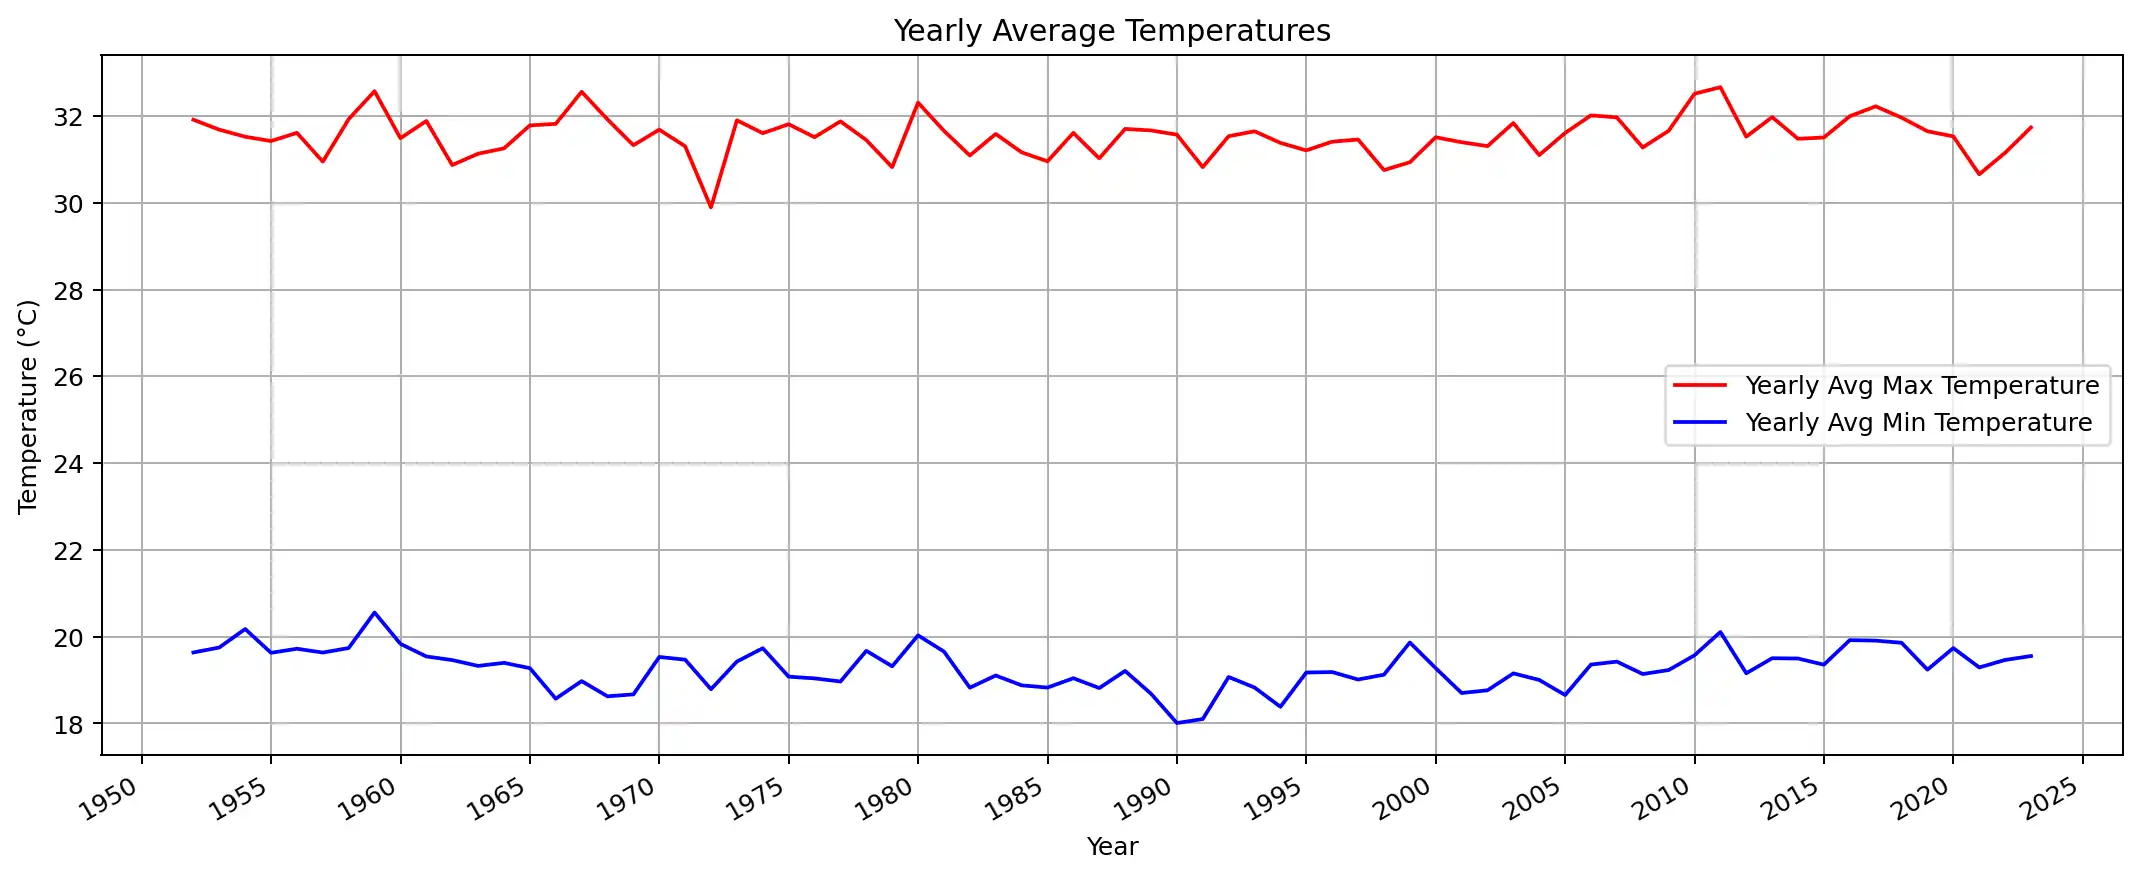 Yearly Average Temperatures
Temperature (°C)
32
30
28
26
24
22
20
18
Yearly Avg Max Temperature
Yearly Avg Min Temperature
1950 1955 1960 1965 1970 1975 1980 1985 1990 1995 2000 2005 2010 2015 2020 2025
Year